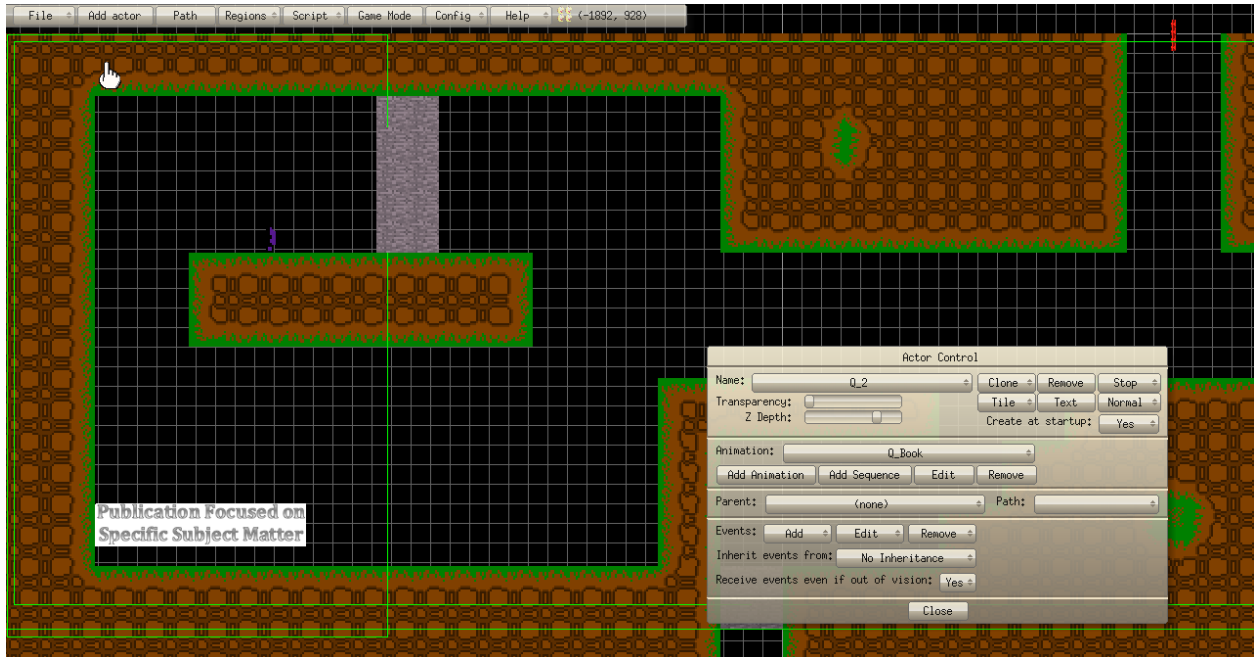 File Add actor Path Regions Script Game Mode Config Help (-1892, 928)
Publication Focused on
Specific Subject Matter
Actor Control
Name: Q_2 Clone Remove Stop
Transparency: Tile Text Normal
Z Depth: Create at startup: Yes
Animation: Q_Book
Add Animation Add Sequence Edit Remove
Parent: (none) Path:
Events: Add Edit Remove
Inherit events from: No Inheritance
Receive events even if out of vision: Yes
Close